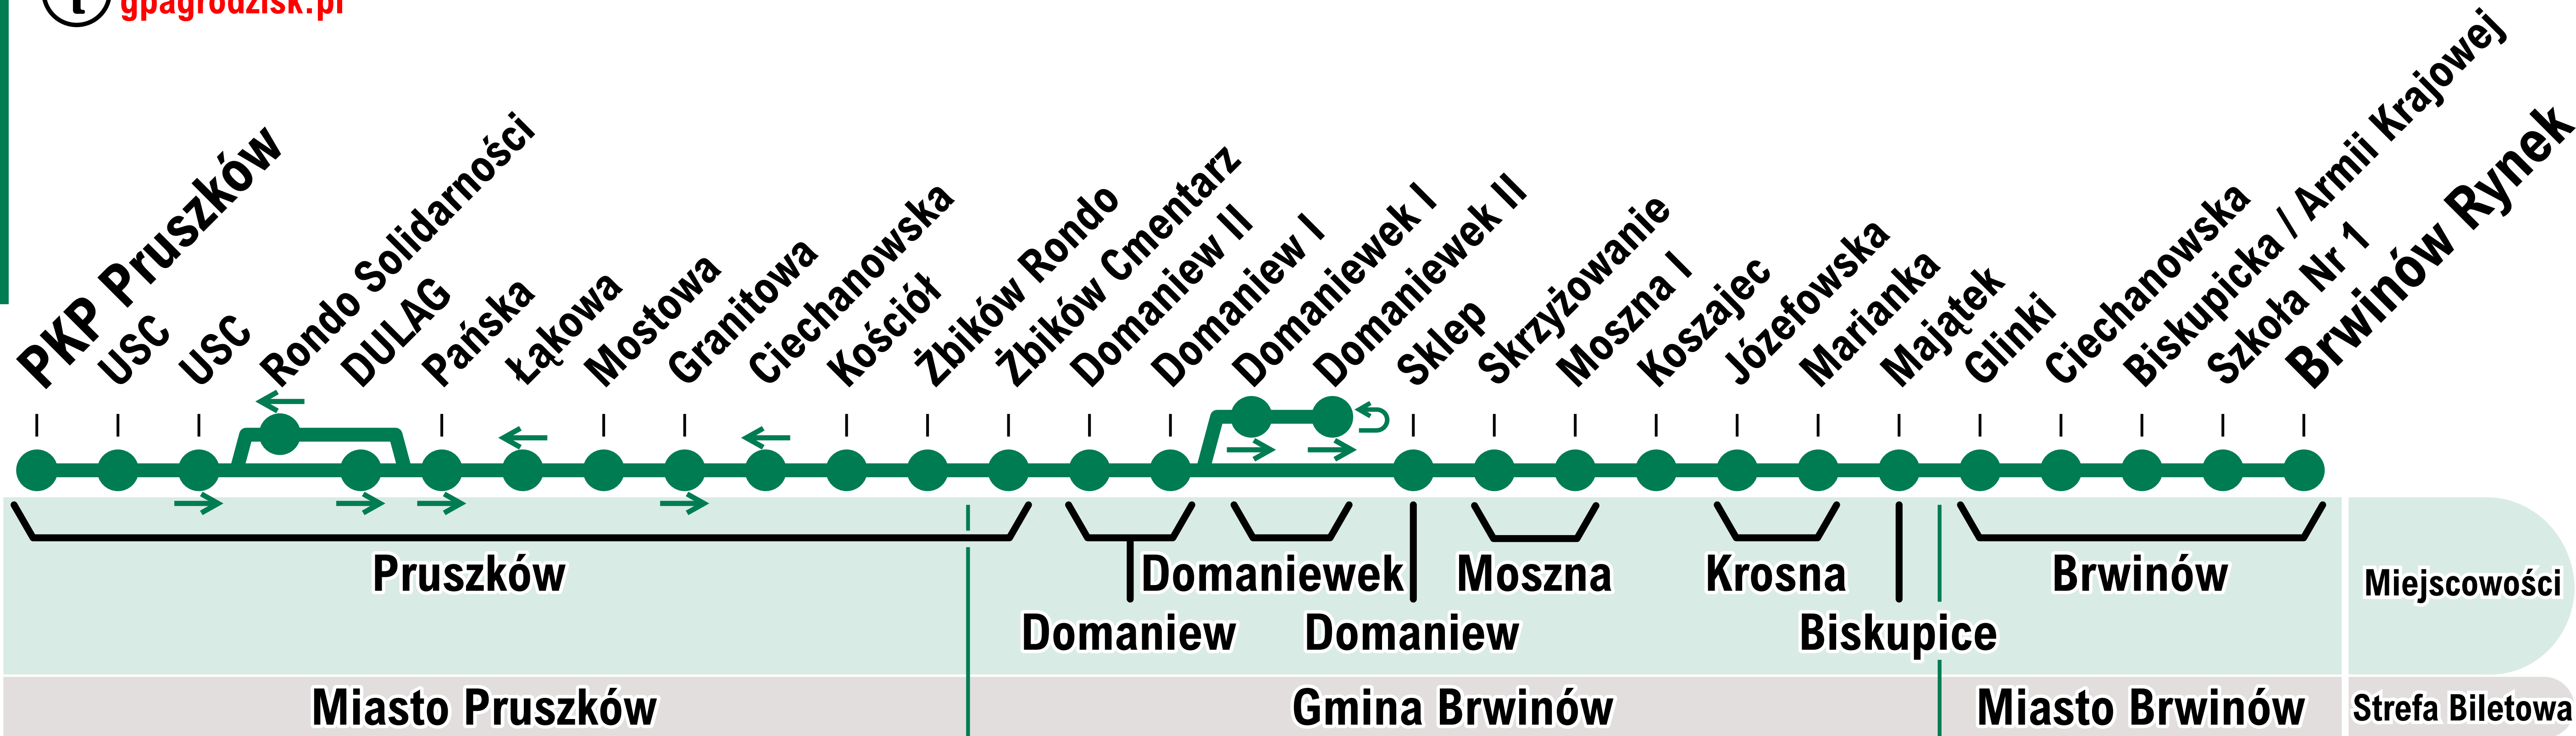 t gpagrodzisk.pl
PKP Pruszków
USC
USC
Rondo Solidarności
DULAG
Pańska
Łąkowa
Mostowa
Granitowa
Ciechanowska
Kościół
Żbików Rondo
Żbików Cmentarz
Domaniew II
Domaniew I
Domaniewek I
Domaniewek II
Sklep
Skrzyżowanie
Moszna I
Koszajec
Józefowska
Marianka
Majątek
Glinki
Ciechanowska
Biskupicka / Armii Krajowej
Szkoła Nr 1
Brwinów Rynek
Pruszków
Domaniewek
Moszna
Krosna
Brwinów
Miejscowości
Domaniew
Domaniew
Biskupice
Miasto Pruszków
Gmina Brwinów
Miasto Brwinów
Strefa Biletowa